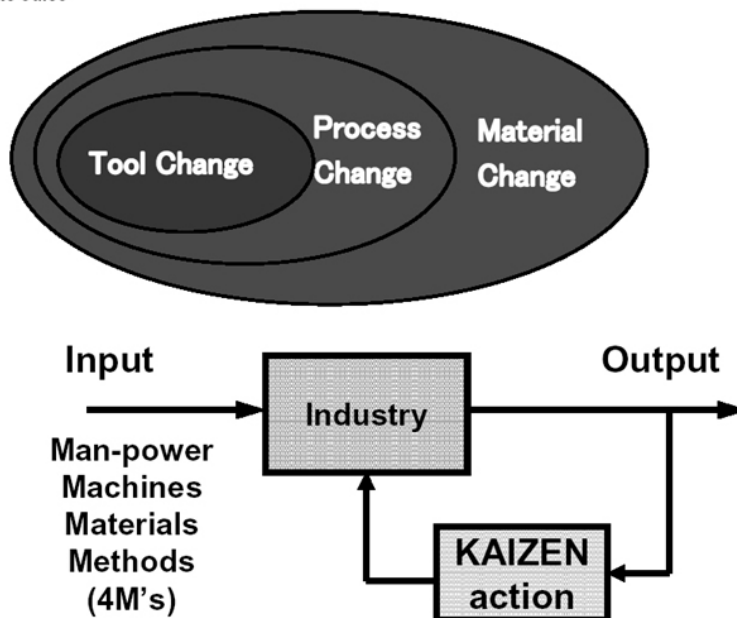 Tool Change
Process
Change
Material
Change
Input
Output
Industry
Man-power
Machines
Materials
Methods
(4M's)
KAIZEN
action